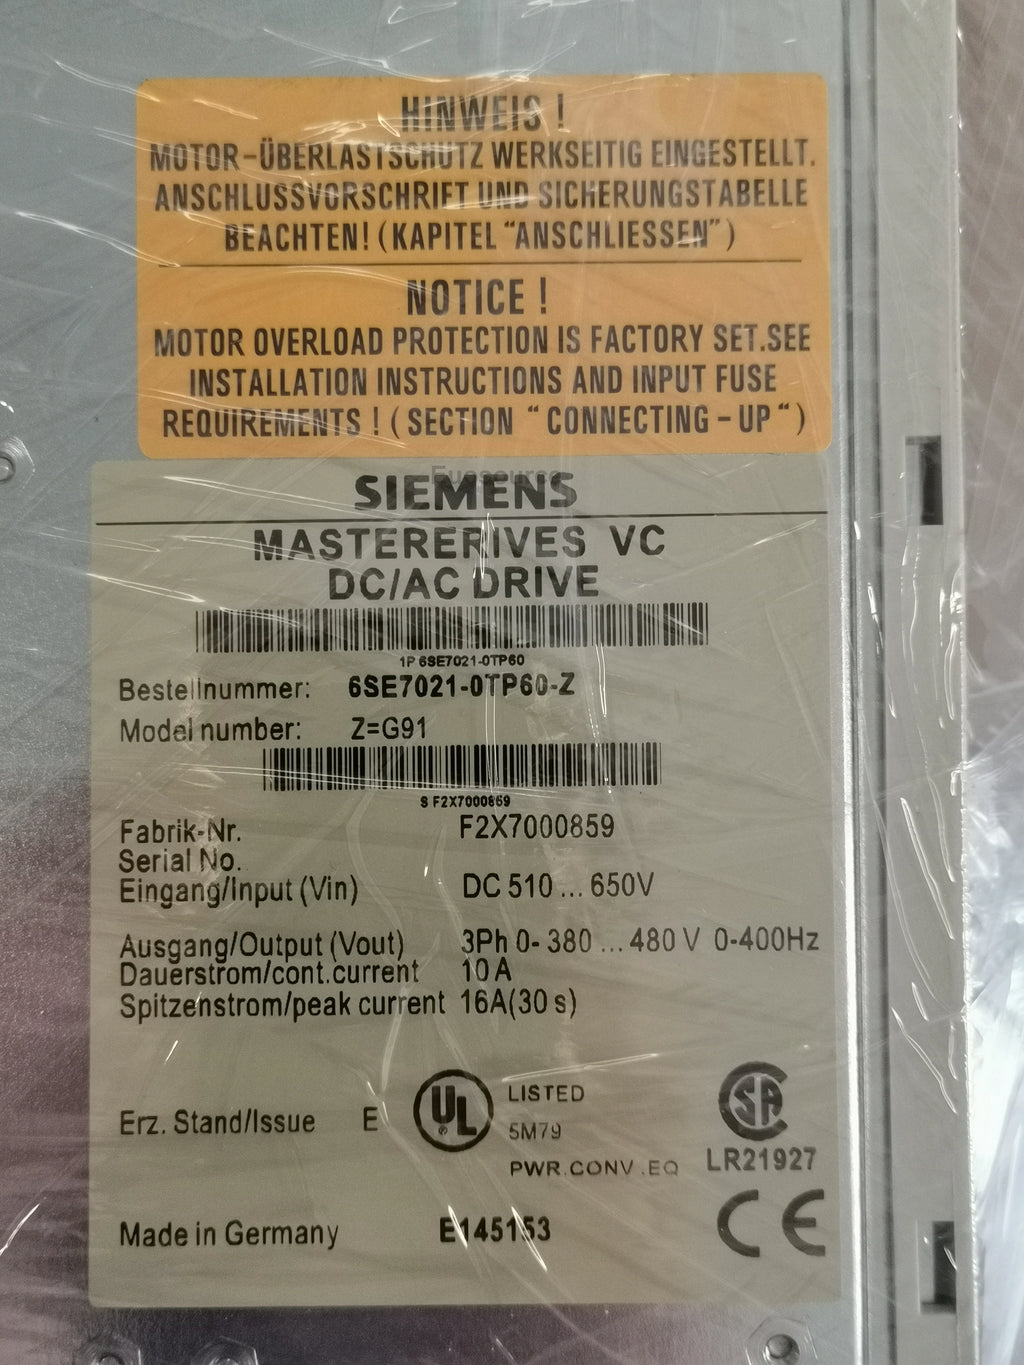 HINWEIS !
MOTOR-ÜBERLASTSCHUTZ WERKSEITIG EINGESTELLT.
ANSCHLUSSVORSCHRIFT UND SICHERUNGSTABELLE
BEACHTEN! (KAPITEL "ANSCHLIESSEN")
NOTICE !
MOTOR OVERLOAD PROTECTION IS FACTORY SET.SEE
INSTALLATION INSTRUCTIONS AND INPUT FUSE
REQUIREMENTS ! ( SECTION " CONNECTING - UP " )
SIEMENS
MASTERERIVES VC
DC/AC DRIVE
1P 6SE7021-0TP60
Bestellnummer: 6SE7021-0TP60-Z
Model number: Z=G91
S F2X7000859
Fabrik-Nr. F2X7000859
Serial No.
Eingang/Input (Vin) DC 510 ... 650V
Ausgang/Output (Vout) 3Ph 0- 380 ... 480 V 0-400Hz
Dauerstrom/cont.current 10 A
Spitzenstrom/peak current 16A(30 s)
Erz. Stand/Issue E UL LISTED
5M79
PWR.CONV.EQ
SA
LR21927
Made in Germany E145153 CE